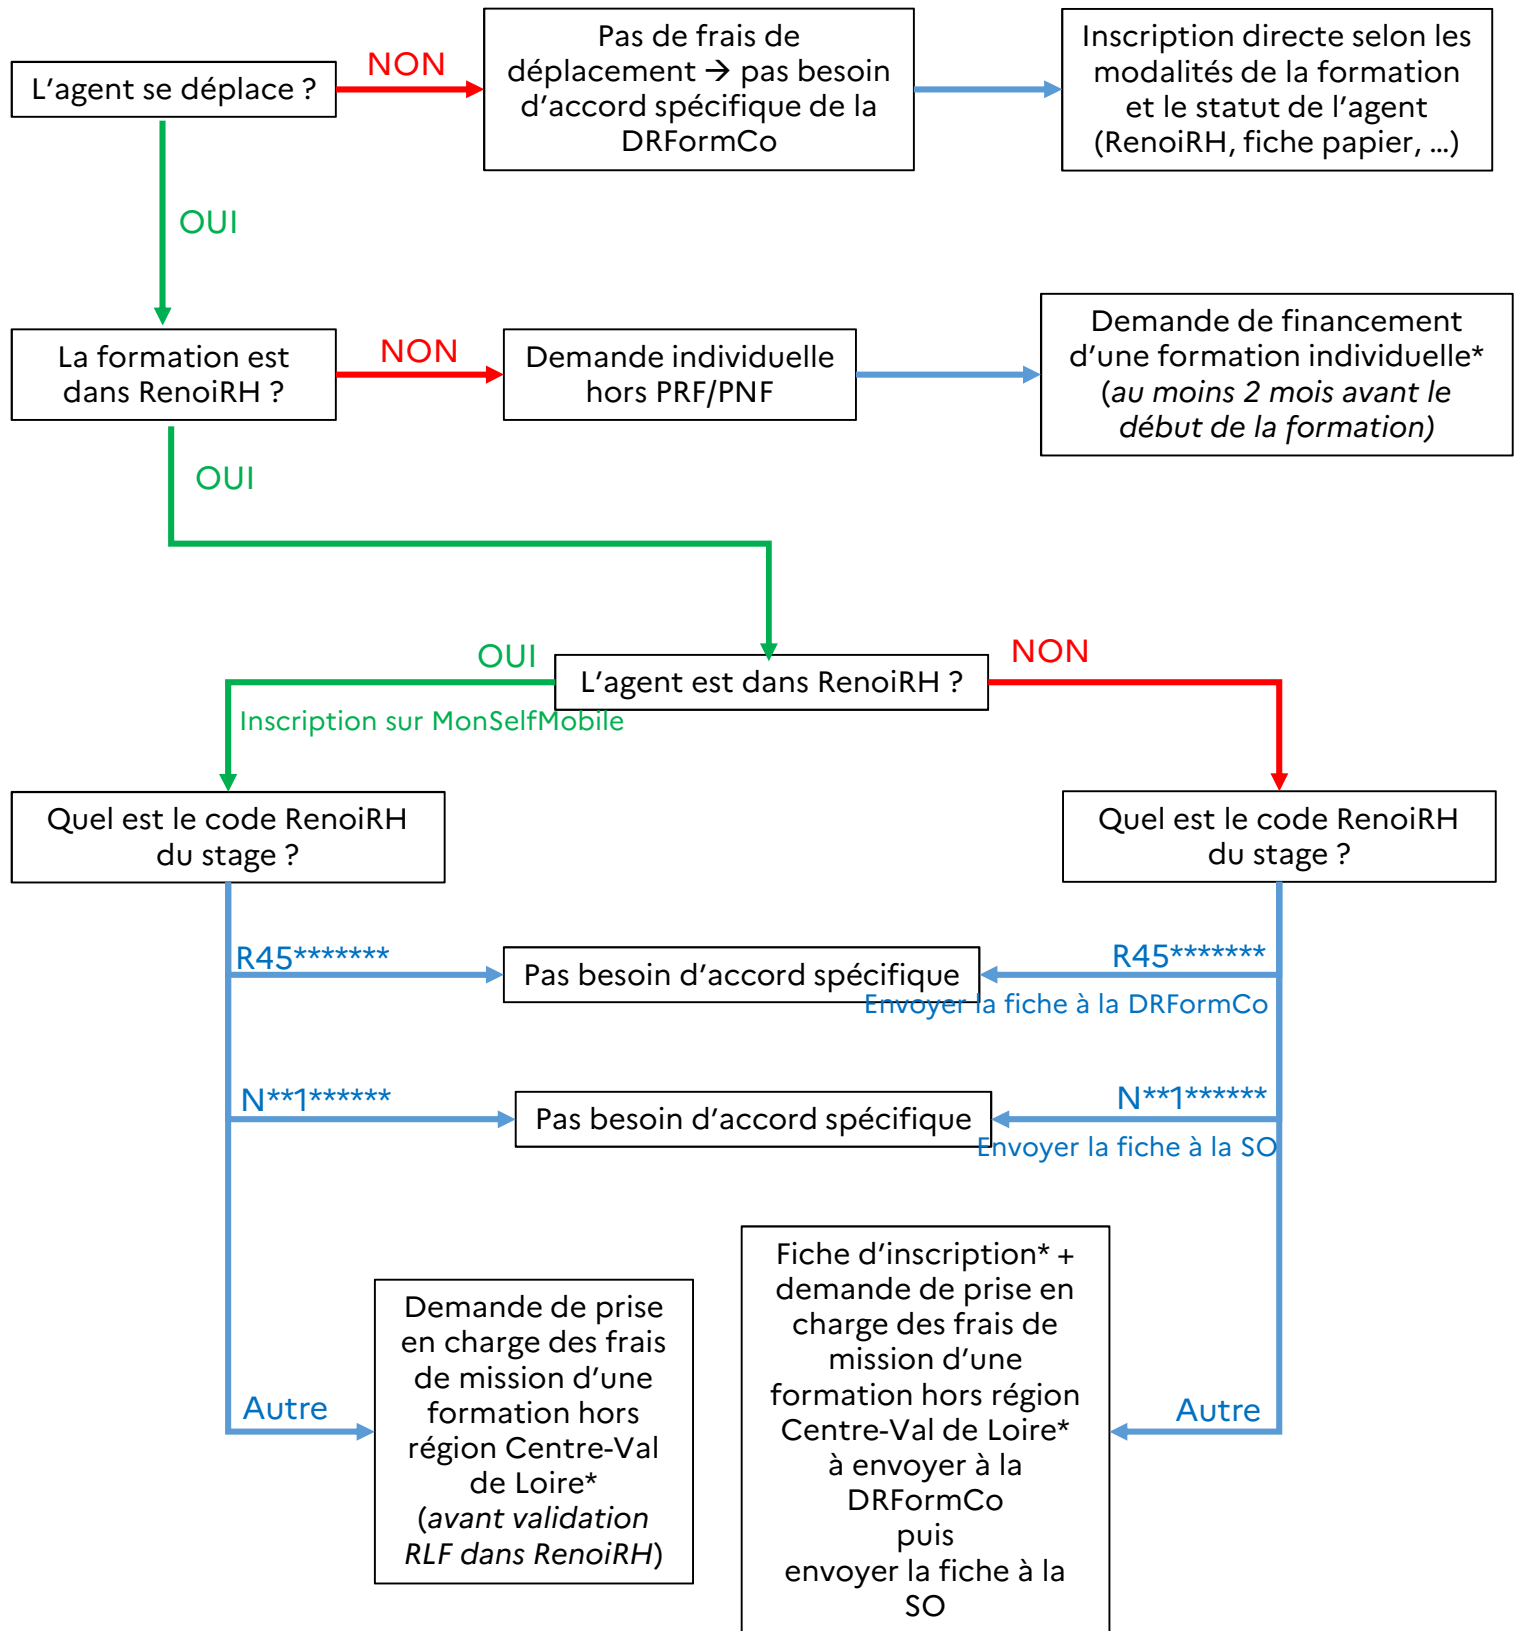 L’agent se déplace ?
NON
Pas de frais de
déplacement → pas besoin
d’accord spécifique de la
DRFormCo
Inscription directe selon les
modalités de la formation
et le statut de l’agent
(RenoiRH, fiche papier, …)
OUI
La formation est
dans RenoiRH ?
NON
Demande individuelle
hors PRF/PNF
Demande de financement
d’une formation individuelle*
(au moins 2 mois avant le
début de la formation)
OUI
OUI
L’agent est dans RenoiRH ?
NON
Inscription sur MonSelfMobile
Quel est le code RenoiRH
du stage ?
Quel est le code RenoiRH
du stage ?
R45*******
Pas besoin d’accord spécifique
R45*******
Envoyer la fiche à la DRFormCo
N**1******
Pas besoin d’accord spécifique
N**1******
Envoyer la fiche à la SO
Autre
Demande de prise
en charge des frais
de mission d’une
formation hors
région Centre-Val
de Loire*
(avant validation
RLF dans RenoiRH)
Fiche d’inscription* +
demande de prise en
charge des frais de
mission d’une
formation hors région
Centre-Val de Loire*
à envoyer à la
DRFormCo
puis
envoyer la fiche à la
SO
Autre